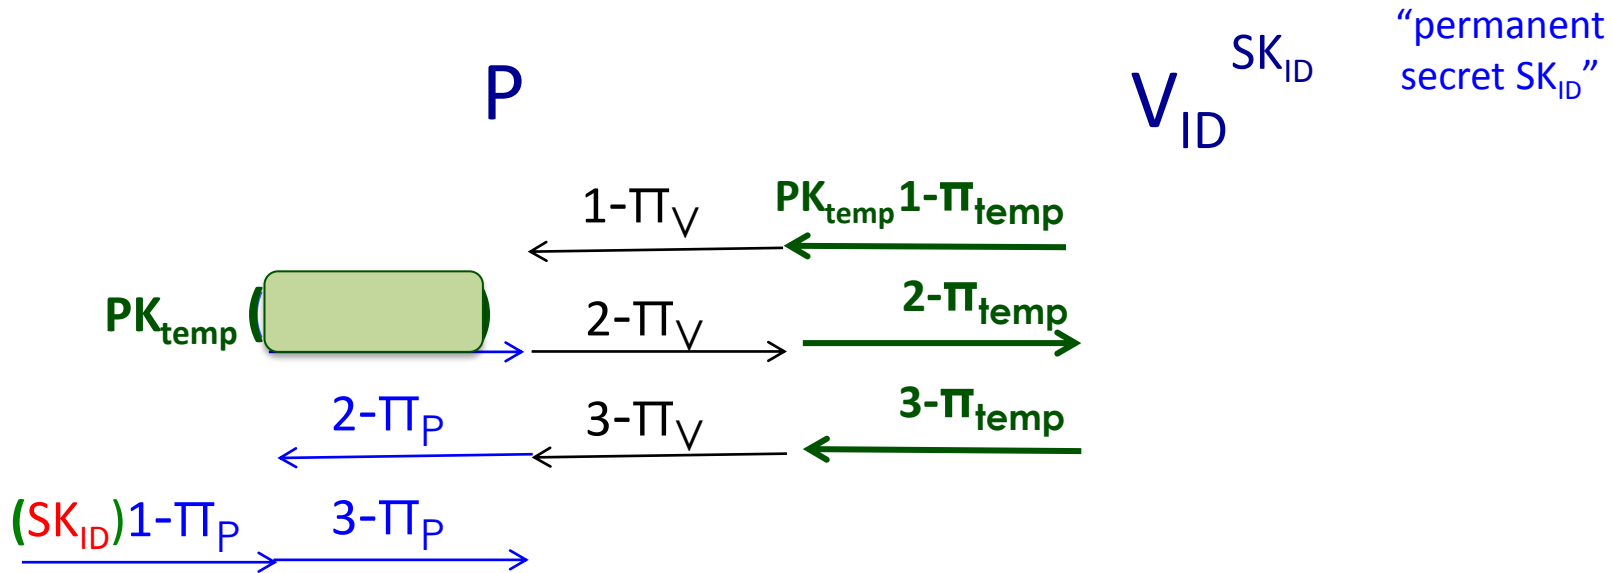 “permanent
secret SK_ID”
P
V_ID SK_ID
1-π_V
PK_temp 1-π_temp
PK_temp ( )
2-π_V
2-π_temp
2-π_P
3-π_V
3-π_temp
(SK_ID)1-π_P
3-π_P